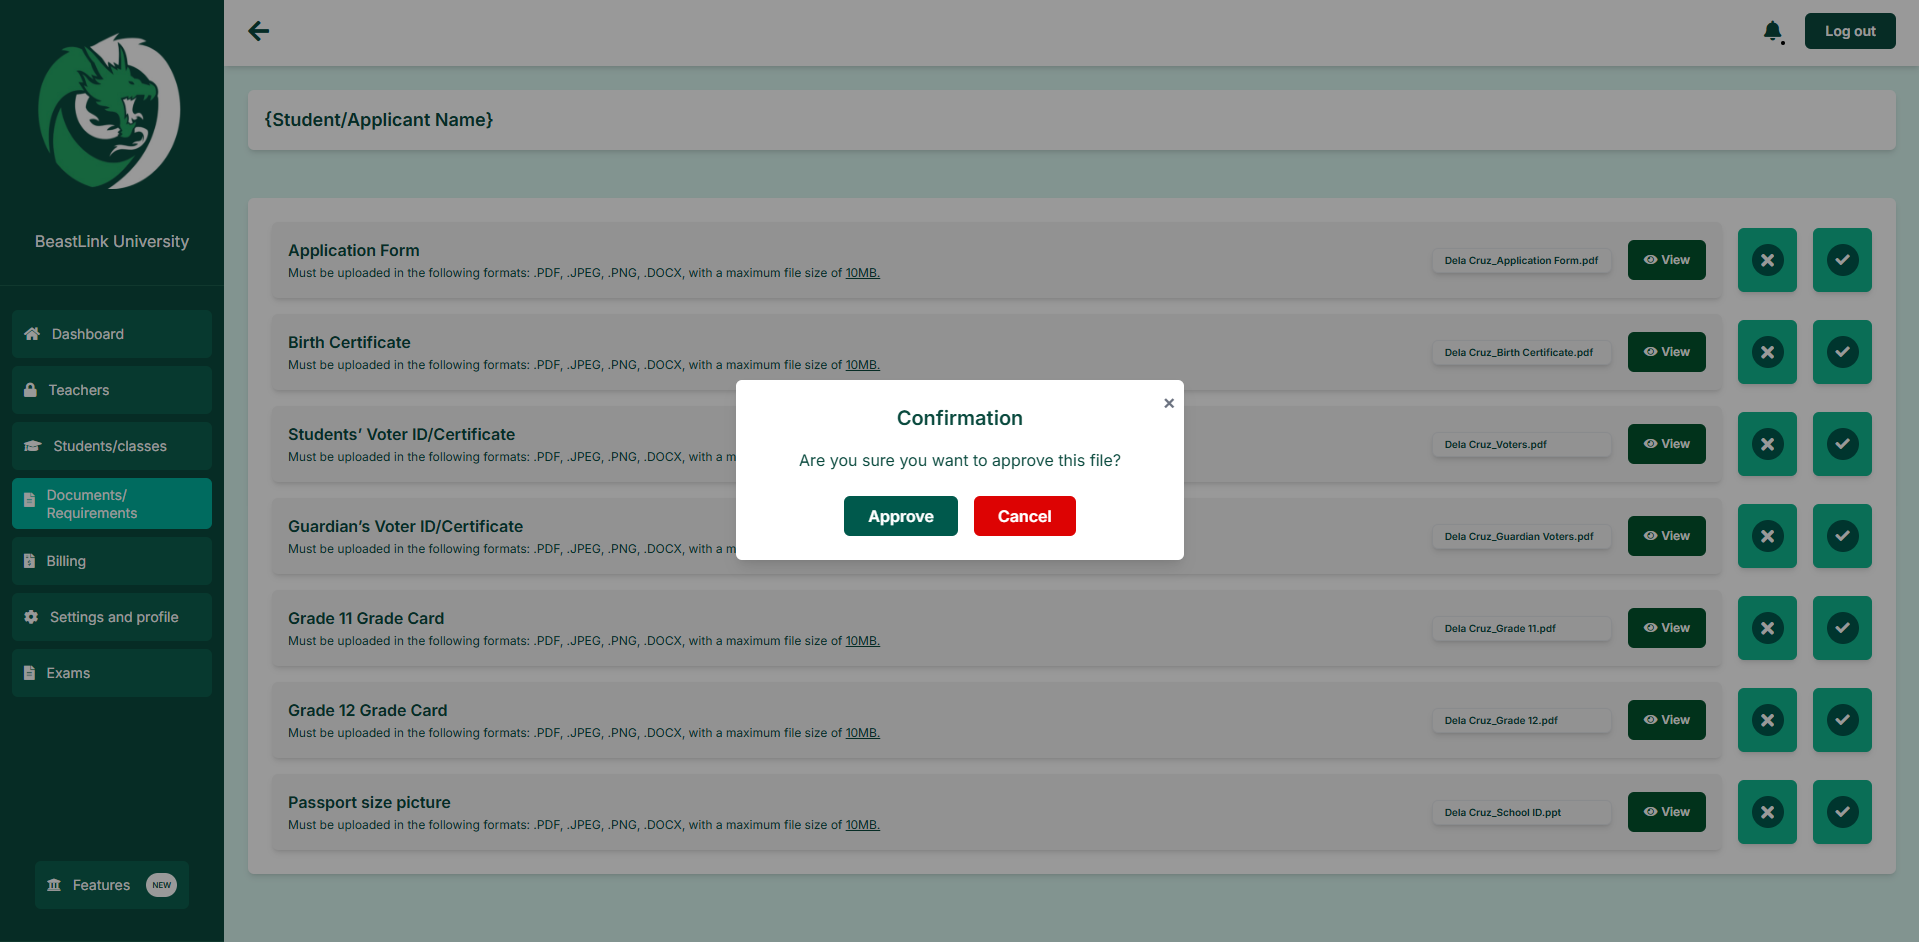 Log out
BeastLink University
Dashboard
Teachers
Students/classes
Documents/
Requirements
Billing
Settings and profile
Exams
Features
NEW
{Student/Applicant Name}
Application Form
Must be uploaded in the following formats: .PDF, .JPEG, .PNG, .DOCX, with a maximum file size of 10MB.
Dela Cruz_Application Form.pdf
View
Birth Certificate
Must be uploaded in the following formats: .PDF, .JPEG, .PNG, .DOCX, with a maximum file size of 10MB.
Dela Cruz_Birth Certificate.pdf
View
Students’ Voter ID/Certificate
Must be uploaded in the following formats: .PDF, .JPEG, .PNG, .DOCX, with a m
Dela Cruz_Voters.pdf
View
Guardian’s Voter ID/Certificate
Must be uploaded in the following formats: .PDF, .JPEG, .PNG, .DOCX, with a m
Dela Cruz_Guardian Voters.pdf
View
Grade 11 Grade Card
Must be uploaded in the following formats: .PDF, .JPEG, .PNG, .DOCX, with a maximum file size of 10MB.
Dela Cruz_Grade 11.pdf
View
Grade 12 Grade Card
Must be uploaded in the following formats: .PDF, .JPEG, .PNG, .DOCX, with a maximum file size of 10MB.
Dela Cruz_Grade 12.pdf
View
Passport size picture
Must be uploaded in the following formats: .PDF, .JPEG, .PNG, .DOCX, with a maximum file size of 10MB.
Dela Cruz_School ID.ppt
View
Confirmation
Are you sure you want to approve this file?
Approve
Cancel